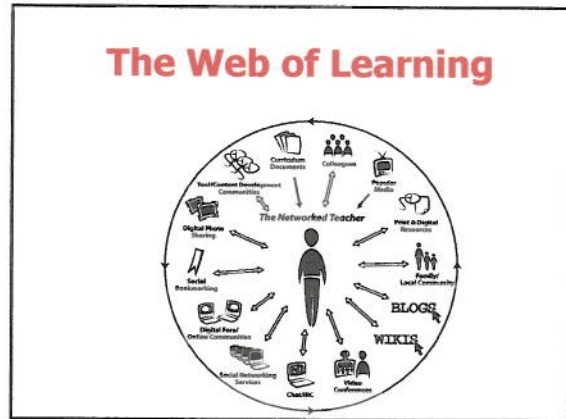 The Web of Learning
Curriculum
Documents
Colleagues
Popular
Media
Tool/Content Development
Communities
The Networked Teacher
Print & Digital
Resources
Digital Photo
Sharing
Family/
Local Community
Social
Bookmarking
BLOGS
Digital Fora/
Online Communities
WIKIS
Social Networking
Services
Chat/IRC
Video
Conferences